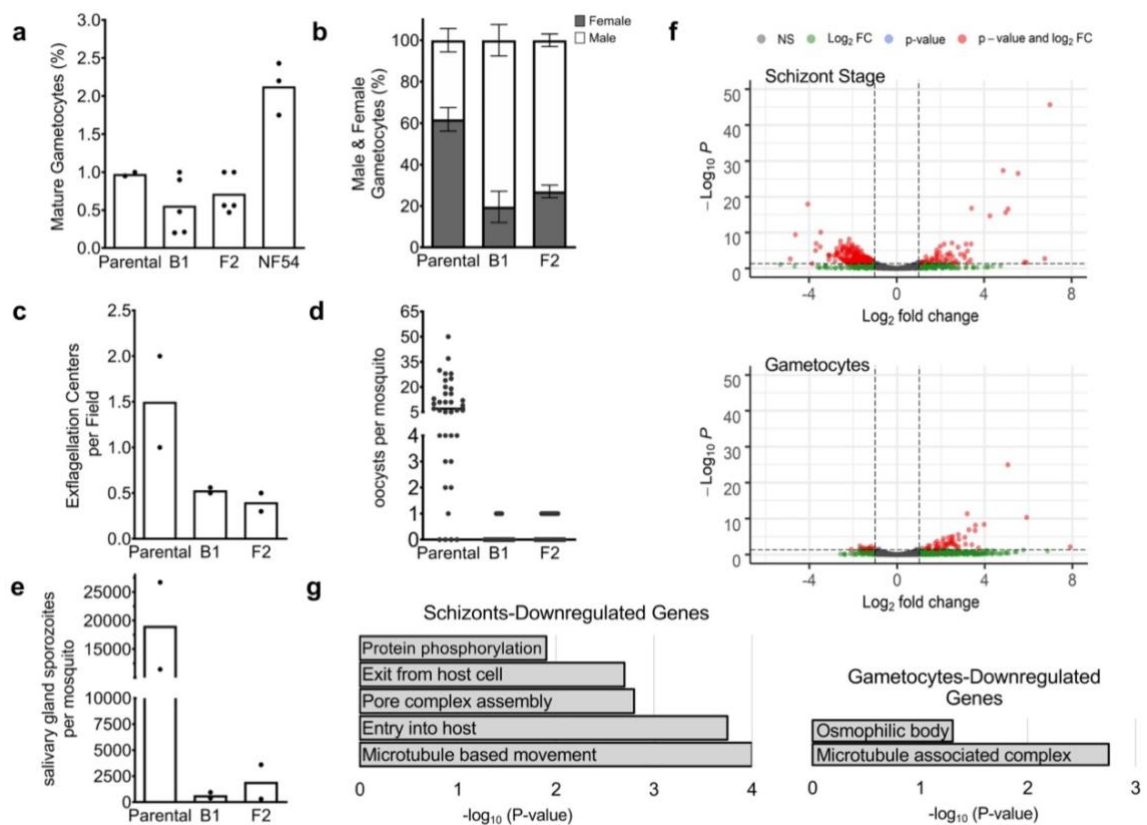 a
3.0
2.5
2.0
1.5
1.0
0.5
0.0
Mature Gametocytes (%)
Parental B1 F2 NF54
b
Female
Male
100
80
60
40
20
0
Male & Female
Gametocytes (%)
Parental B1 F2
c
2.5
2.0
1.5
1.0
0.5
0.0
Exflagellation Centers
per Field
Parental B1 F2
d
65
50
35
20
5
4
3
2
1
0
oocysts per mosquito
Parental B1 F2
e
25000
20000
15000
10000
7500
5000
2500
0
salivary gland sporozoites
per mosquito
Parental B1 F2
f
NS Log2 FC p-value p – value and log2 FC
Schizont Stage
50
40
30
20
10
0
– Log10 P
-4 0 4 8
Log2 fold change
Gametocytes
50
40
30
20
10
0
– Log10 P
-4 0 4 8
Log2 fold change
g
Schizonts-Downregulated Genes
Protein phosphorylation
Exit from host cell
Pore complex assembly
Entry into host
Microtubule based movement
0 1 2 3 4
-log10 (P-value)
Gametocytes-Downregulated
Genes
Osmophilic body
Microtubule associated complex
0 1 2 3
-log10 (P-value)